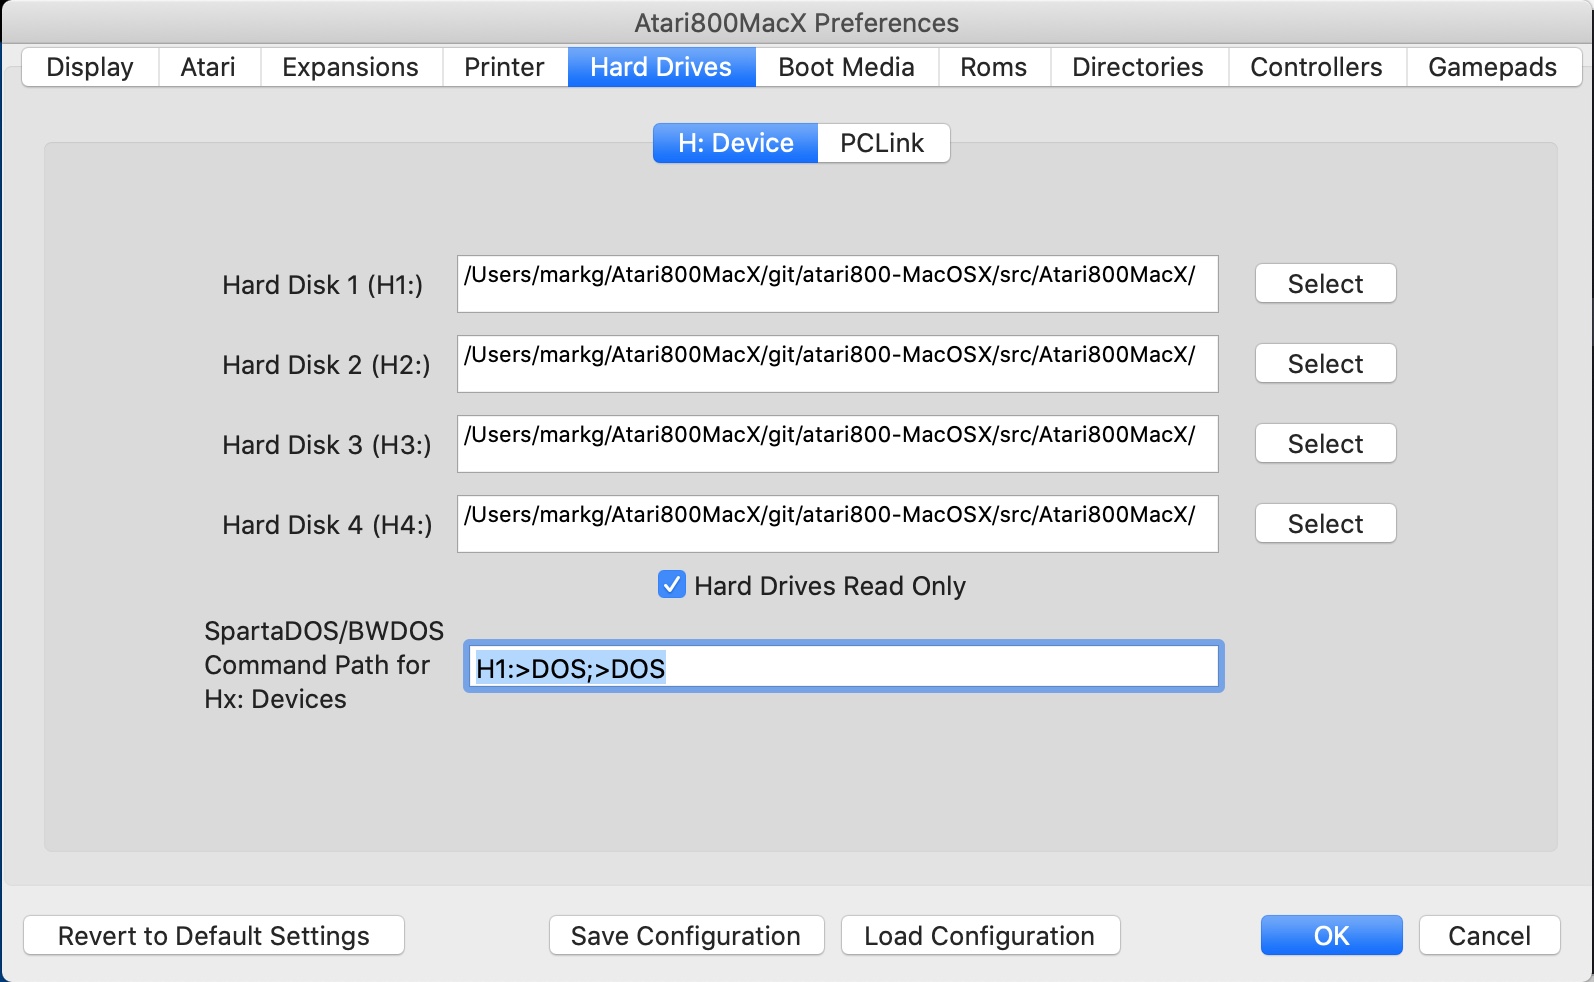 Atari800MacX Preferences
Display Atari Expansions Printer Hard Drives Boot Media Roms Directories Controllers Gamepads
H: Device PCLink
Hard Disk 1 (H1:) /Users/markg/Atari800MacX/git/atari800-MacOSX/src/Atari800MacX/ Select
Hard Disk 2 (H2:) /Users/markg/Atari800MacX/git/atari800-MacOSX/src/Atari800MacX/ Select
Hard Disk 3 (H3:) /Users/markg/Atari800MacX/git/atari800-MacOSX/src/Atari800MacX/ Select
Hard Disk 4 (H4:) /Users/markg/Atari800MacX/git/atari800-MacOSX/src/Atari800MacX/ Select
Hard Drives Read Only
SpartaDOS/BWDOS
Command Path for H1:>DOS;>DOS
Hx: Devices
Revert to Default Settings Save Configuration Load Configuration OK Cancel